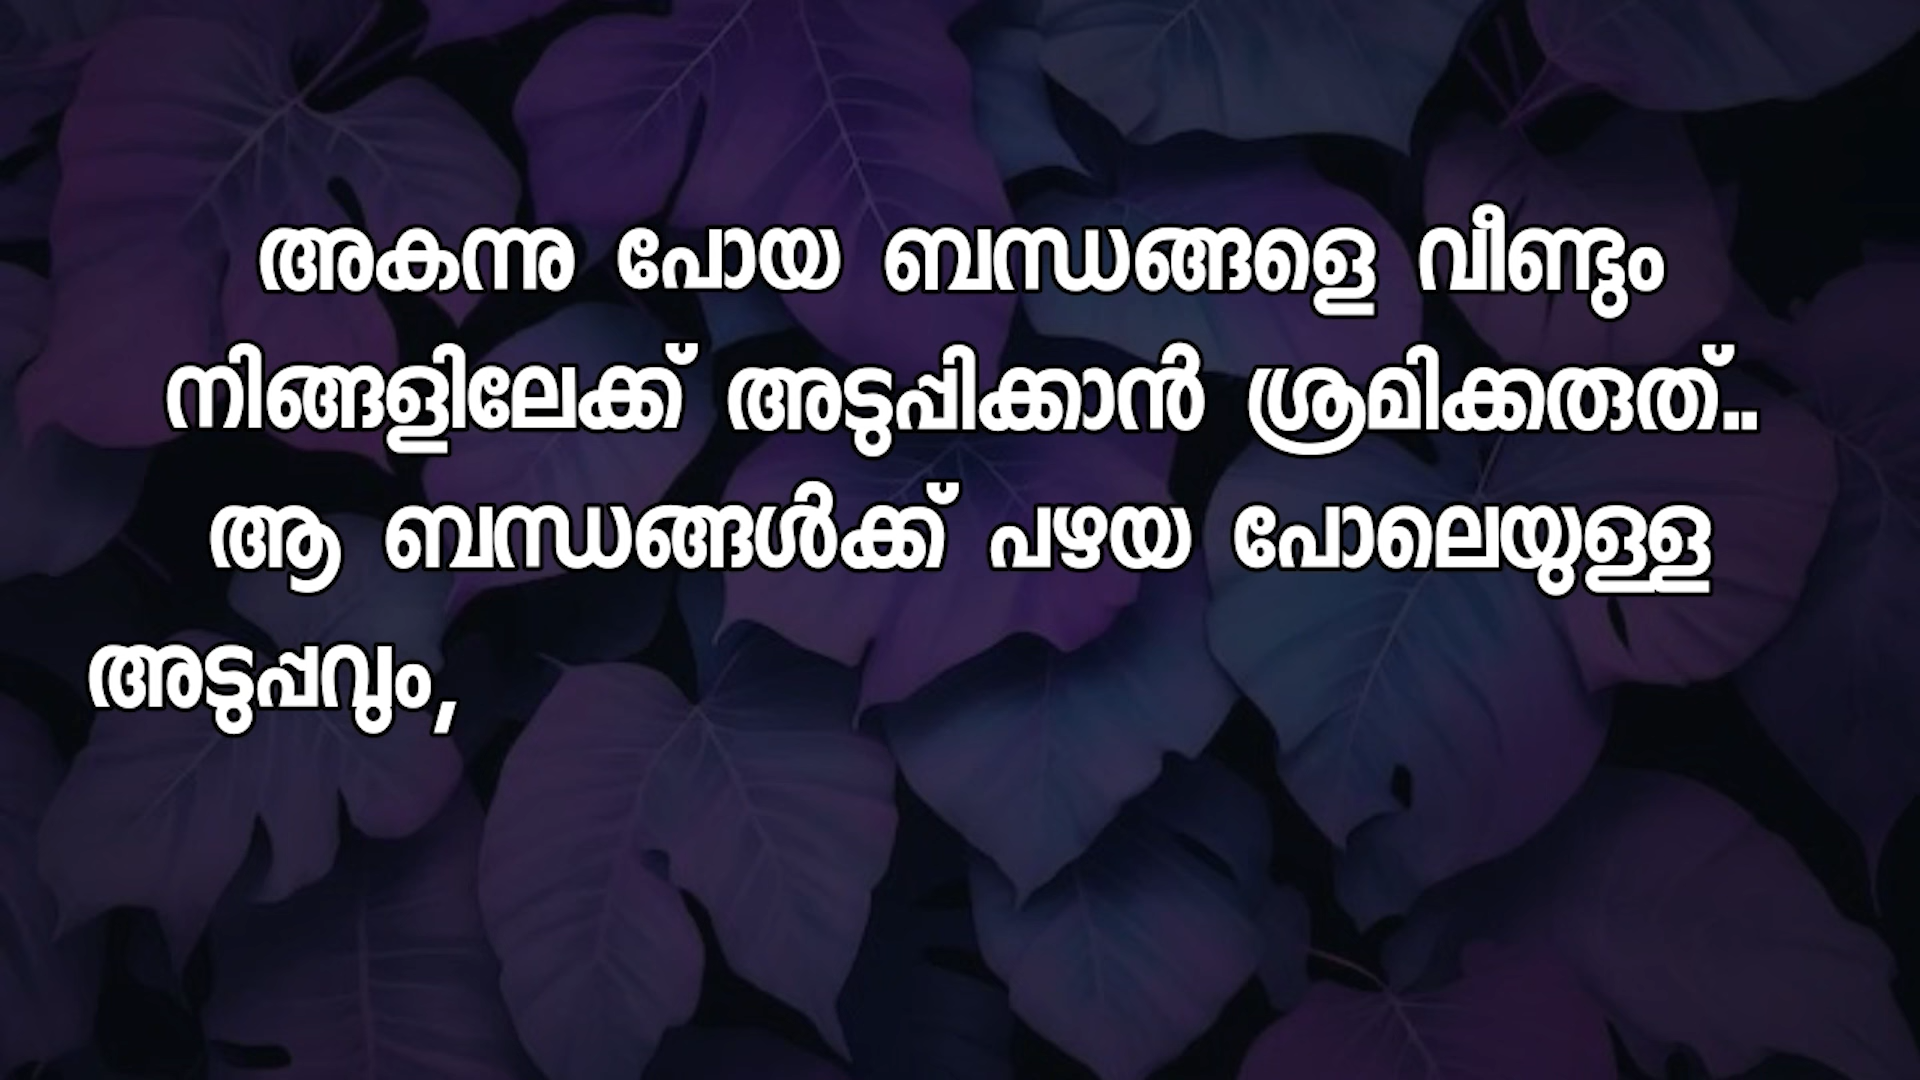 അകന്നു പോയ ബന്ധങ്ങളെ വീണ്ടും
നിങ്ങളിലേക്ക് അടുപ്പിക്കാൻ ശ്രമിക്കരുത്..
ആ ബന്ധങ്ങൾക്ക് പഴയ പോലെയുള്ള
അടുപ്പവും,